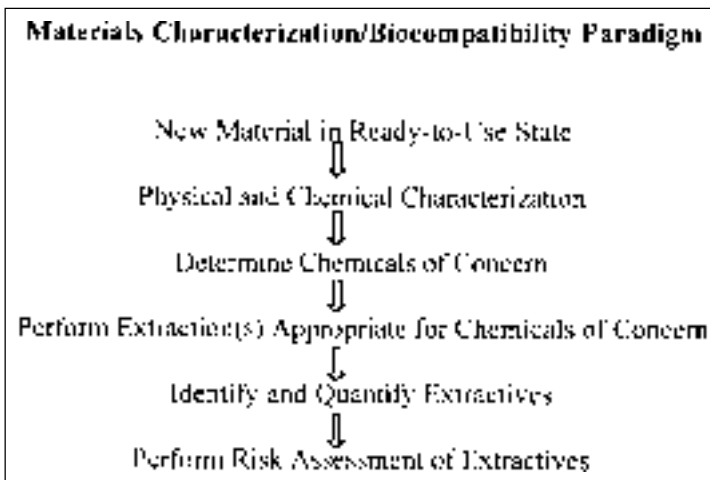 Materials Characterization/Biocompatibility Paradigm
New Material in Ready-to-Use State
Physical and Chemical Characterization
Determine Chemicals of Concern
Perform Extraction(s) Appropriate for Chemicals of Concern
Identify and Quantify Extractives
Perform Risk Assessment of Extractives